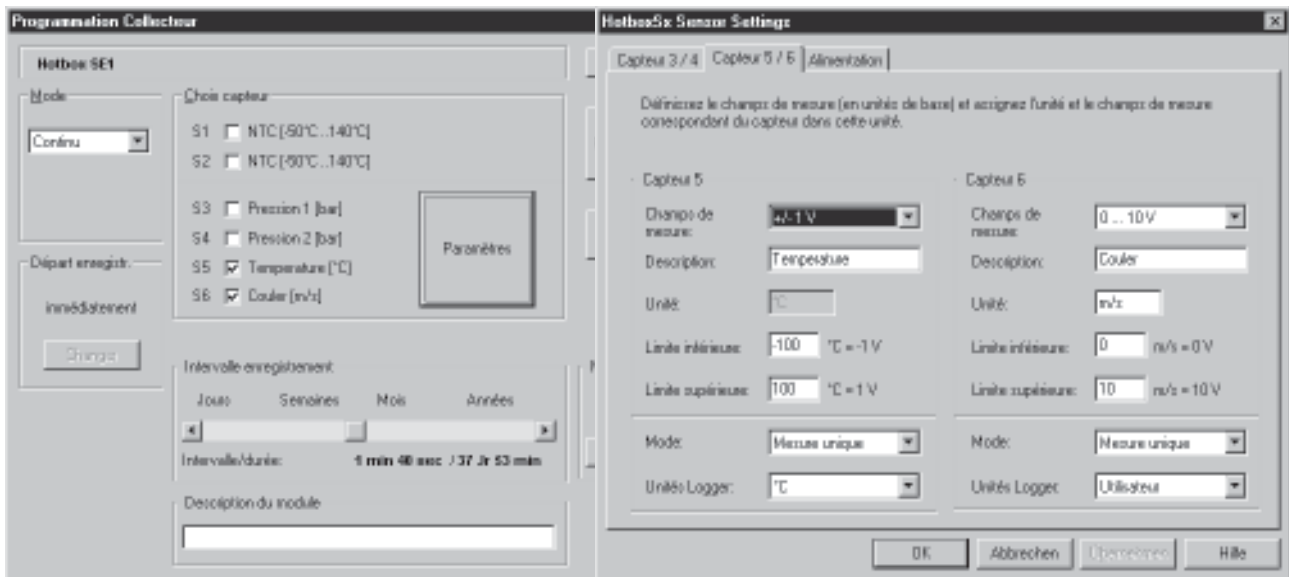 Programmation Collecteur
Hotbox SE1
Mode
Continu
Départ enregistr.
immédiatement
Changer
Choix capteur
S1 NTC [-50°C...140°C]
S2 NTC [-50°C...140°C]
S3 Pression 1 [bar]
S4 Pression 2 [bar]
S5 Temperature [°C]
S6 Couler [m/s]
Paramètres
Intervalle enregistrement
Jours Semaines Mois Années
Intervalle/durée: 1 min 40 sec / 37 Jr 53 min
Description du module
HotboxSx Sensor Settings
Capteur 3 / 4 Capteur 5 / 6 Alimentation
Définissez le champs de mesure (en unités de base) et assignez l'unité et le champs de mesure
correspondant du capteur dans cette unité.
Capteur 5
Champs de
mesure: +/-1 V
Description: Temperature
Unité: °C
Limite inférieure: -100 °C = -1 V
Limite supérieure: 100 °C = 1 V
Mode: Mesure unique
Unités Logger: °C
Capteur 6
Champs de
mesure: 0 ... 10 V
Description: Couler
Unité: m/s
Limite inférieure: 0 m/s = 0 V
Limite supérieure: 10 m/s = 10 V
Mode: Mesure unique
Unités Logger: Utilisateur
OK Abbrechen Übernehmen Hilfe